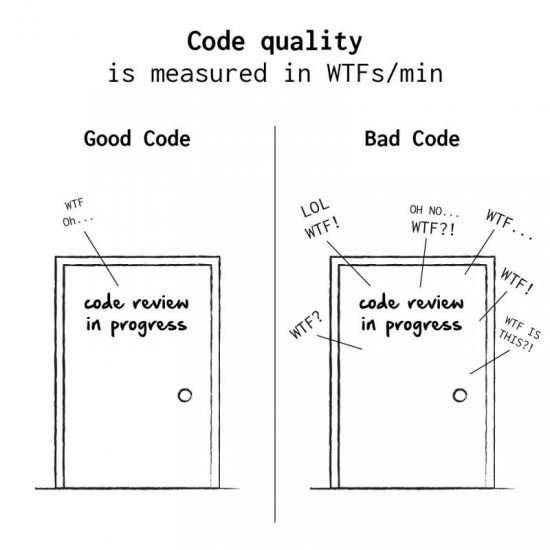 Code quality
is measured in WTFs/min
Good Code
WTF
Oh...
code review
in progress
Bad Code
LOL
WTF!
OH NO...
WTF?!
WTF...
WTF!
WTF?
WTF IS
THIS?!
code review
in progress